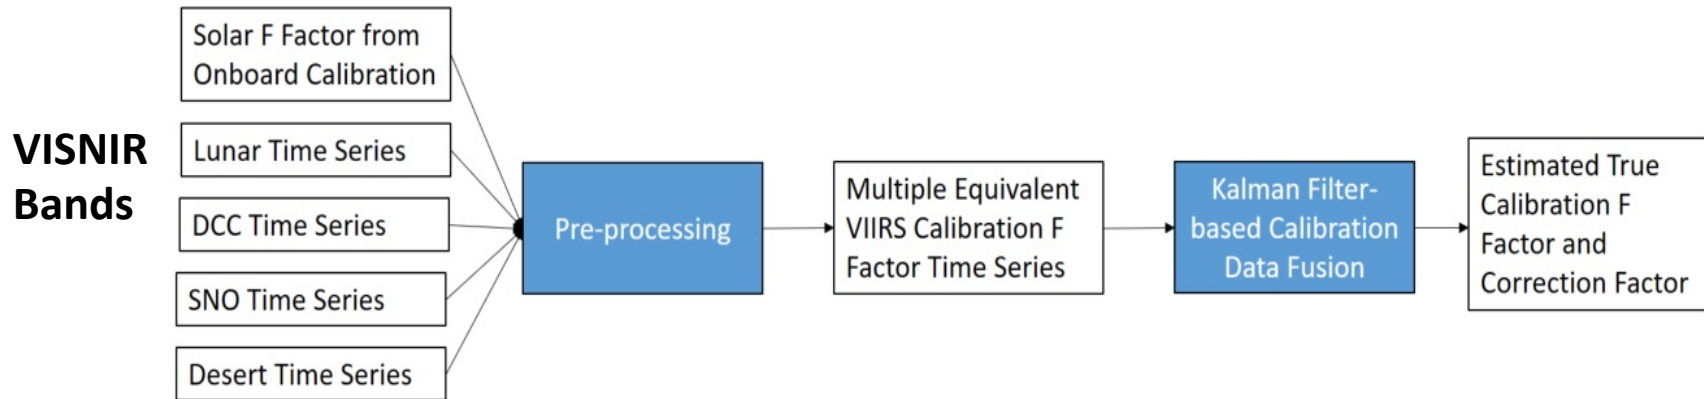 VISNIR
Bands
Solar F Factor from
Onboard Calibration
Lunar Time Series
DCC Time Series
SNO Time Series
Desert Time Series
Pre-processing
Multiple Equivalent
VIIRS Calibration F
Factor Time Series
Kalman Filter-
based Calibration
Data Fusion
Estimated True
Calibration F
Factor and
Correction Factor